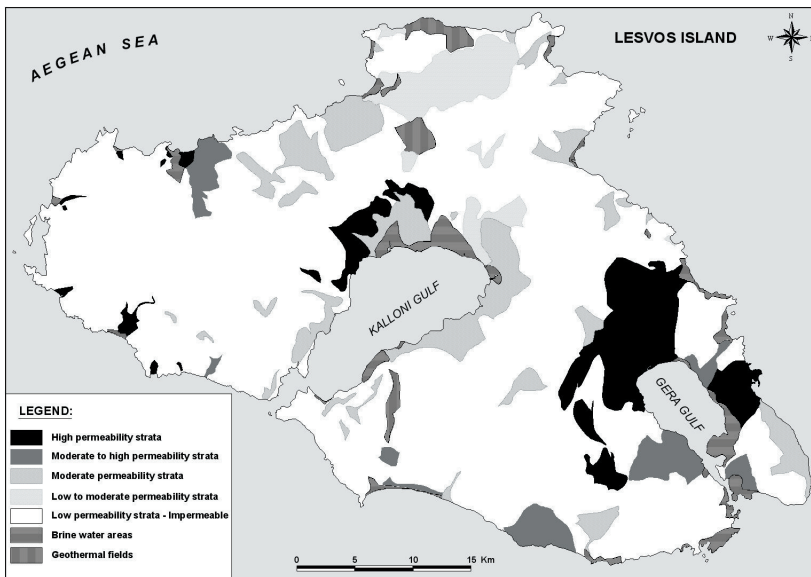 LESVOS ISLAND
N
W
S
AEGEAN SEA
KALLONI GULF
GERA GULF
LEGEND:
High permeability strata
Moderate to high permeability strata
Moderate permeability strata
Low to moderate permeability strata
Low permeability strata - Impermeable
Brine water areas
Geothermal fields
0 5 10 15 Km